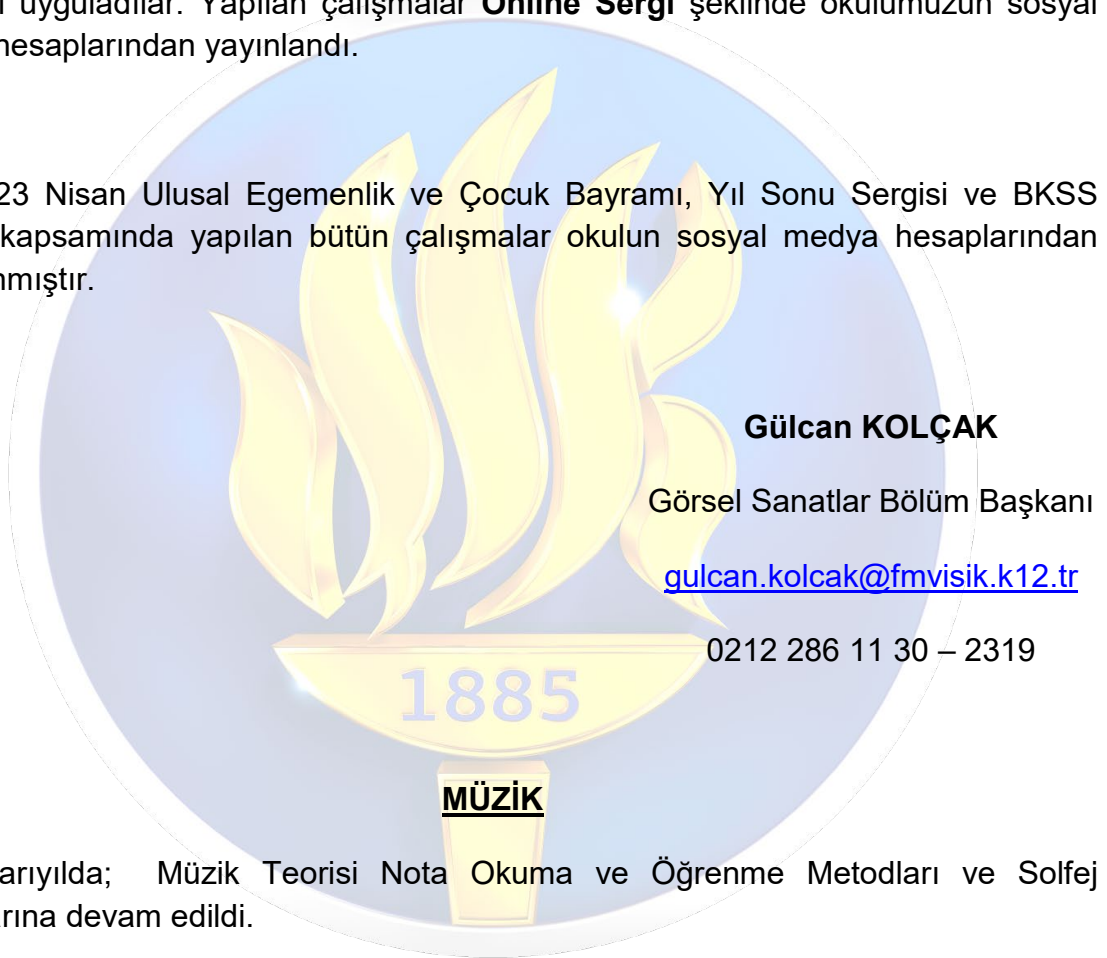 uyguladılar. Yapılan çalışmalar Online Sergi şeklinde okulumuzun sosyal
hesaplarından yayınlandı.
23 Nisan Ulusal Egemenlik ve Çocuk Bayramı, Yıl Sonu Sergisi ve BKSS
kapsamında yapılan bütün çalışmalar okulun sosyal medya hesaplarından
nmıştır.
Gülcan KOLÇAK
Görsel Sanatlar Bölüm Başkanı
gulcan.kolcak@fmvisik.k12.tr
0212 286 11 30 – 2319
1885
MÜZİK
arıyılda; Müzik Teorisi Nota Okuma ve Öğrenme Metodları ve Solfej
arına devam edildi.